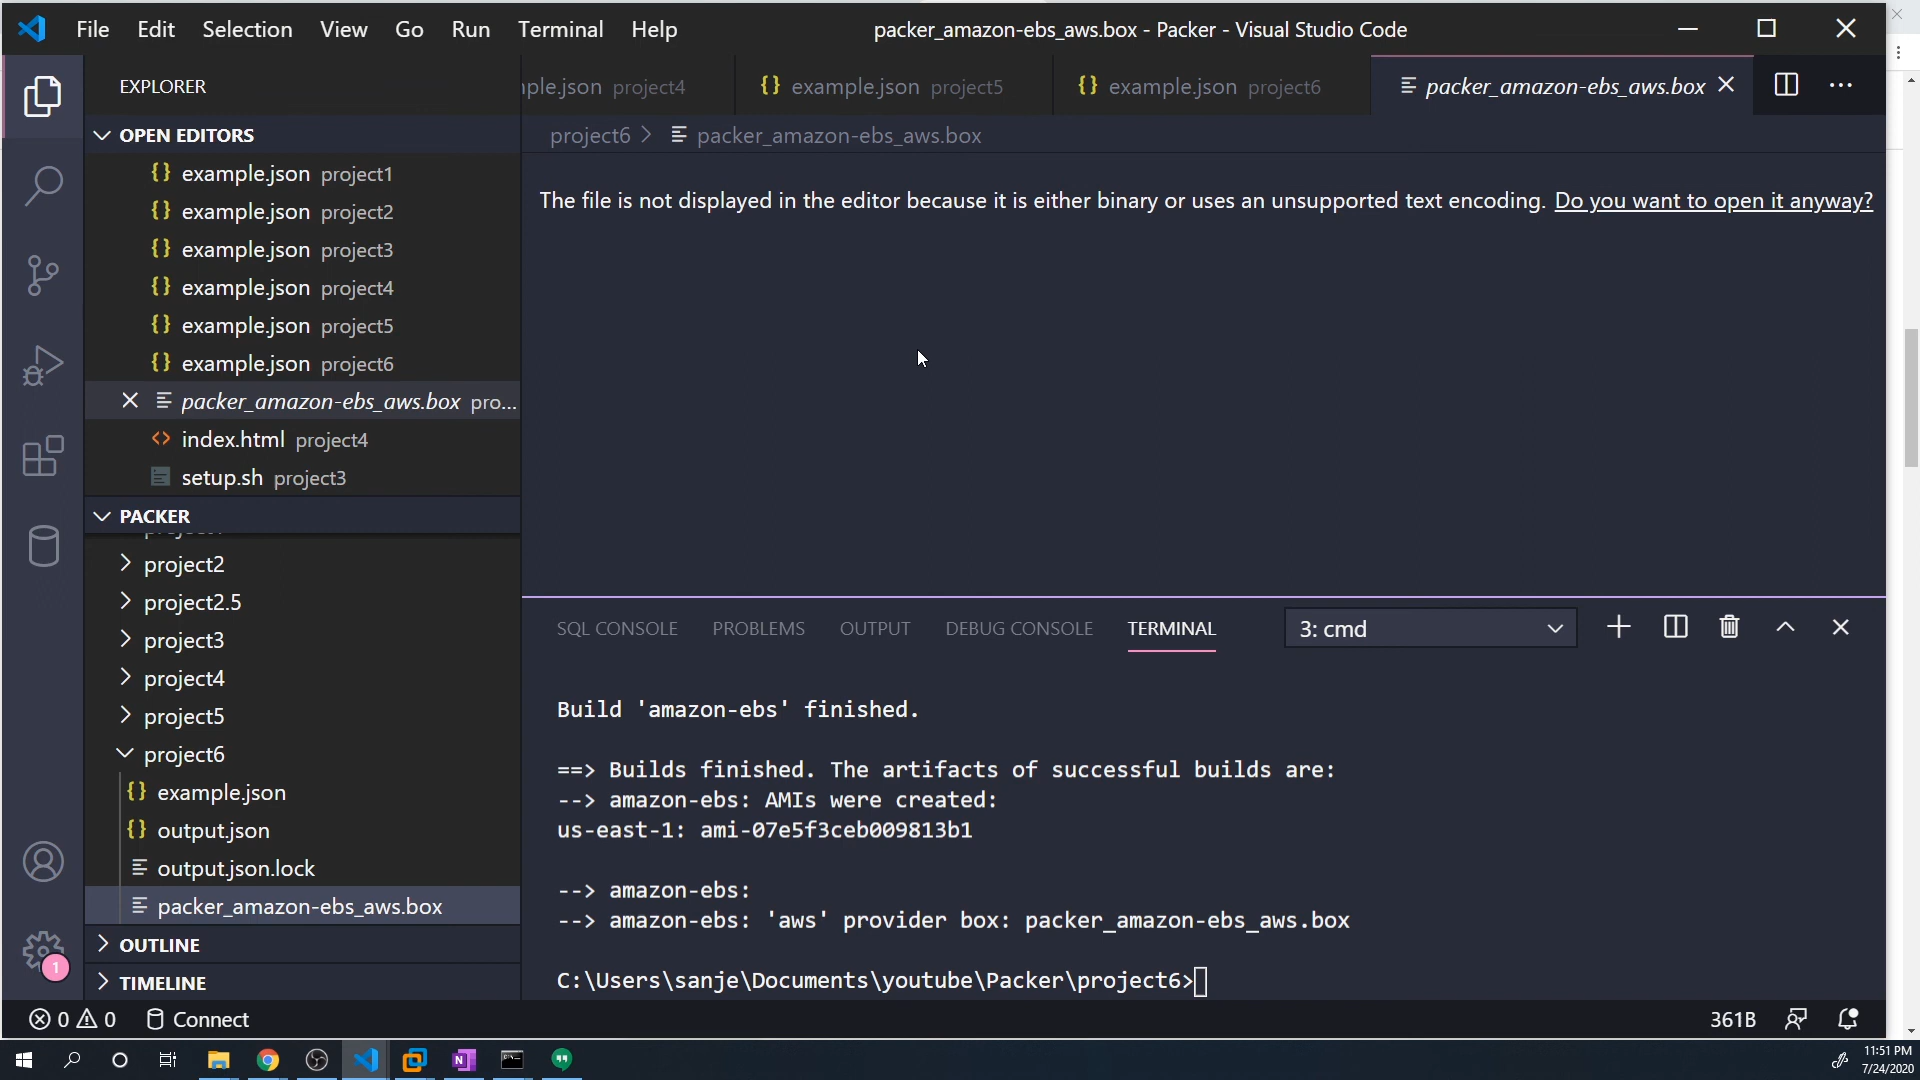 File Edit Selection View Go Run Terminal Help
packer_amazon-ebs_aws.box - Packer - Visual Studio Code
EXPLORER
OPEN EDITORS
example.json project1
example.json project2
example.json project3
example.json project4
example.json project5
example.json project6
packer_amazon-ebs_aws.box pro...
index.html project4
setup.sh project3
PACKER
project2
project2.5
project3
project4
project5
project6
example.json
output.json
output.json.lock
packer_amazon-ebs_aws.box
OUTLINE
TIMELINE
ple.json project4
example.json project5
example.json project6
packer_amazon-ebs_aws.box
project6 > packer_amazon-ebs_aws.box
The file is not displayed in the editor because it is either binary or uses an unsupported text encoding. Do you want to open it anyway?
SQL CONSOLE PROBLEMS OUTPUT DEBUG CONSOLE TERMINAL
3: cmd
Build 'amazon-ebs' finished.
==> Builds finished. The artifacts of successful builds are:
--> amazon-ebs: AMIs were created:
us-east-1: ami-07e5f3ceb009813b1
--> amazon-ebs:
--> amazon-ebs: 'aws' provider box: packer_amazon-ebs_aws.box
C:\Users\sanje\Documents\youtube\Packer\project6>
1
0 0 Connect
361B
11:51 PM
7/24/2020